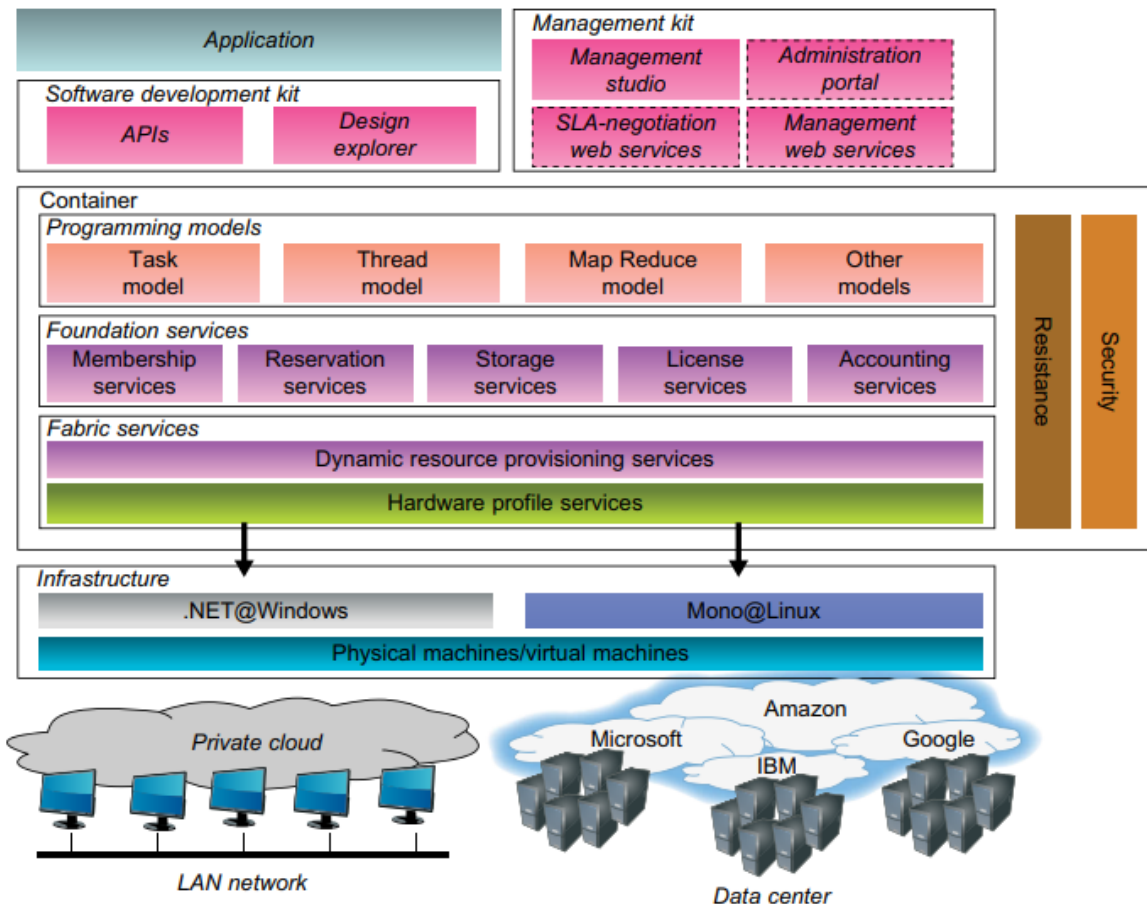 Application
Management kit
Management
studio
Administration
portal
SLA-negotiation
web services
Management
web services
Software development kit
APIs
Design
explorer
Container
Programming models
Task
model
Thread
model
Map Reduce
model
Other
models
Foundation services
Membership
services
Reservation
services
Storage
services
License
services
Accounting
services
Fabric services
Dynamic resource provisioning services
Hardware profile services
Resistance
Security
Infrastructure
.NET@Windows
Mono@Linux
Physical machines/virtual machines
Private cloud
LAN network
Amazon
Microsoft
Google
IBM
Data center